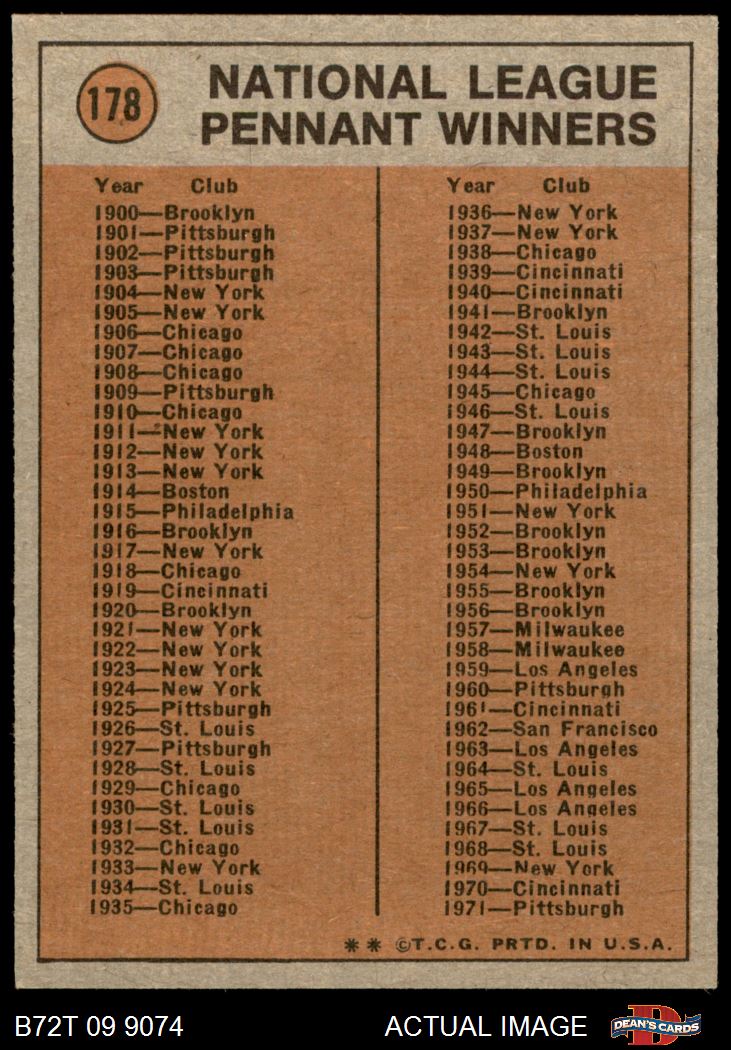 178
NATIONAL LEAGUE
PENNANT WINNERS
Year Club
1900—Brooklyn
1901—Pittsburgh
1902—Pittsburgh
1903—Pittsburgh
1904—New York
1905—New York
1906—Chicago
1907—Chicago
1908—Chicago
1909—Pittsburgh
1910—Chicago
1911—New York
1912—New York
1913—New York
1914—Boston
1915—Philadelphia
1916—Brooklyn
1917—New York
1918—Chicago
1919—Cincinnati
1920—Brooklyn
1921—New York
1922—New York
1923—New York
1924—New York
1925—Pittsburgh
1926—St. Louis
1927—Pittsburgh
1928—St. Louis
1929—Chicago
1930—St. Louis
1931—St. Louis
1932—Chicago
1933—New York
1934—St. Louis
1935—Chicago
Year Club
1936—New York
1937—New York
1938—Chicago
1939—Cincinnati
1940—Cincinnati
1941—Brooklyn
1942—St. Louis
1943—St. Louis
1944—St. Louis
1945—Chicago
1946—St. Louis
1947—Brooklyn
1948—Boston
1949—Brooklyn
1950—Philadelphia
1951—New York
1952—Brooklyn
1953—Brooklyn
1954—New York
1955—Brooklyn
1956—Brooklyn
1957—Milwaukee
1958—Milwaukee
1959—Los Angeles
1960—Pittsburgh
1961—Cincinnati
1962—San Francisco
1963—Los Angeles
1964—St. Louis
1965—Los Angeles
1966—Los Angeles
1967—St. Louis
1968—St. Louis
1969—New York
1970—Cincinnati
1971—Pittsburgh
** ©T.C.G. PRTD. IN U.S.A.
B72T 09 9074
ACTUAL IMAGE
D
DEAN'S CARDS